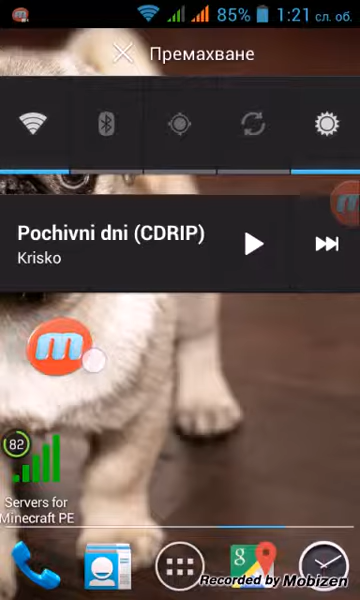 85% 1:21 сл. об.
Премахване
Pochivni dni (CDRIP)
Krisko
m
82
Servers for
Minecraft PE
g
Recorded by Mobizen